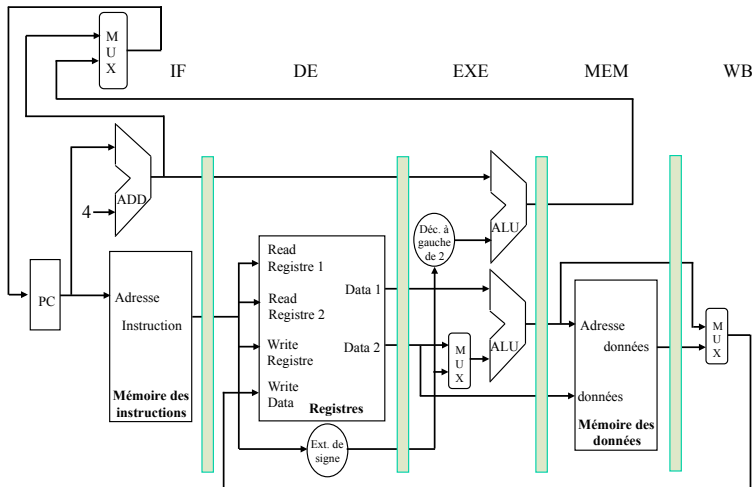 M
U
X
IF
DE
EXE
MEM
WB
ADD
4
ALU
Déc. à
gauche
de 2
PC
Adresse
Instruction
Mémoire des
instructions
Read
Registre 1
Read
Registre 2
Write
Registre
Write
Data
Data 1
Data 2
Registres
Ext. de
signe
M
U
X
ALU
Adresse
données
données
Mémoire des
données
M
U
X